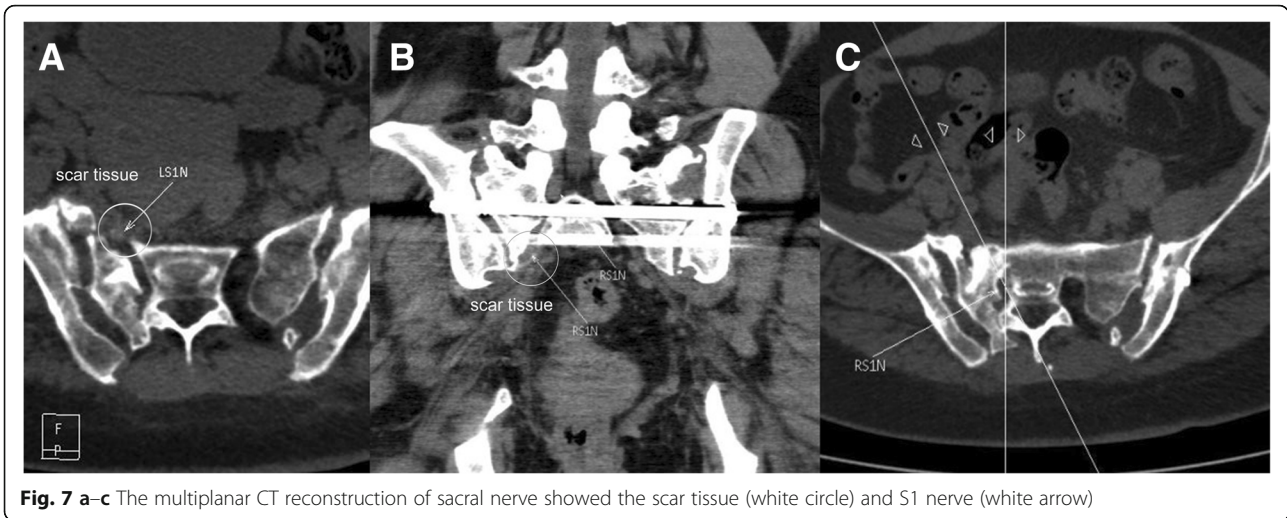 A
B
C
scar tissue
LS1N
F
P
RS1N
scar tissue
RS1N
RS1N
Fig. 7 a–c The multiplanar CT reconstruction of sacral nerve showed the scar tissue (white circle) and S1 nerve (white arrow)